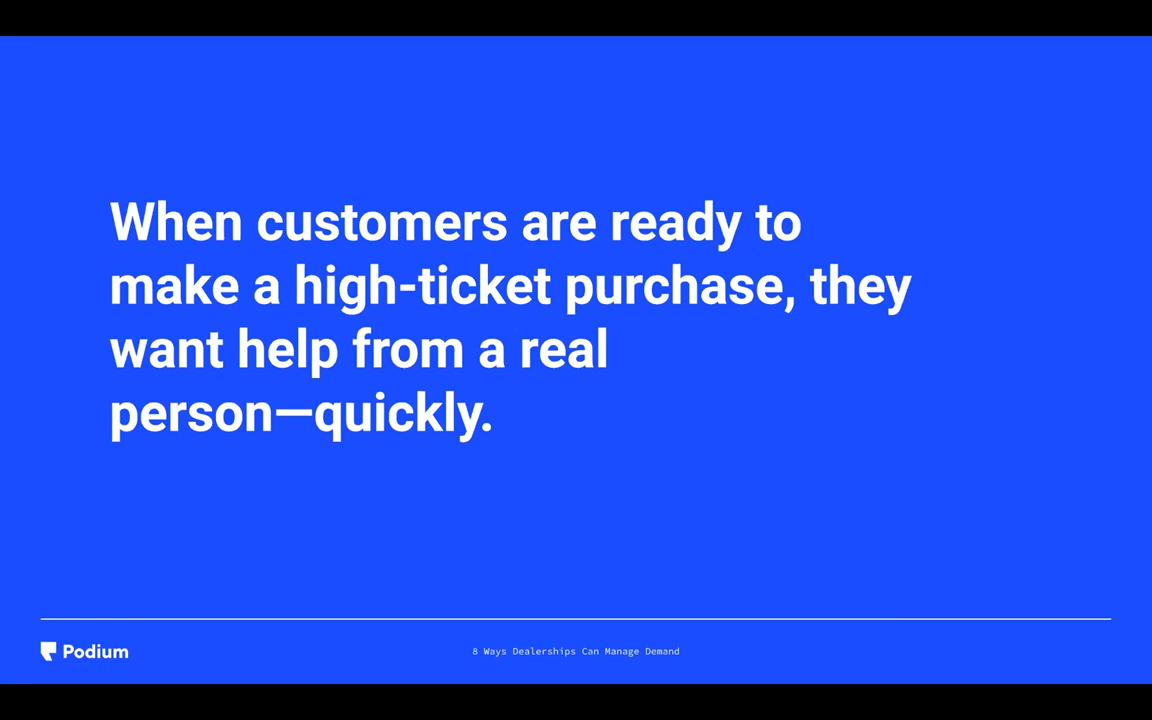 When customers are ready to
make a high-ticket purchase, they
want help from a real
person—quickly.
Podium
8 Ways Dealerships Can Manage Demand